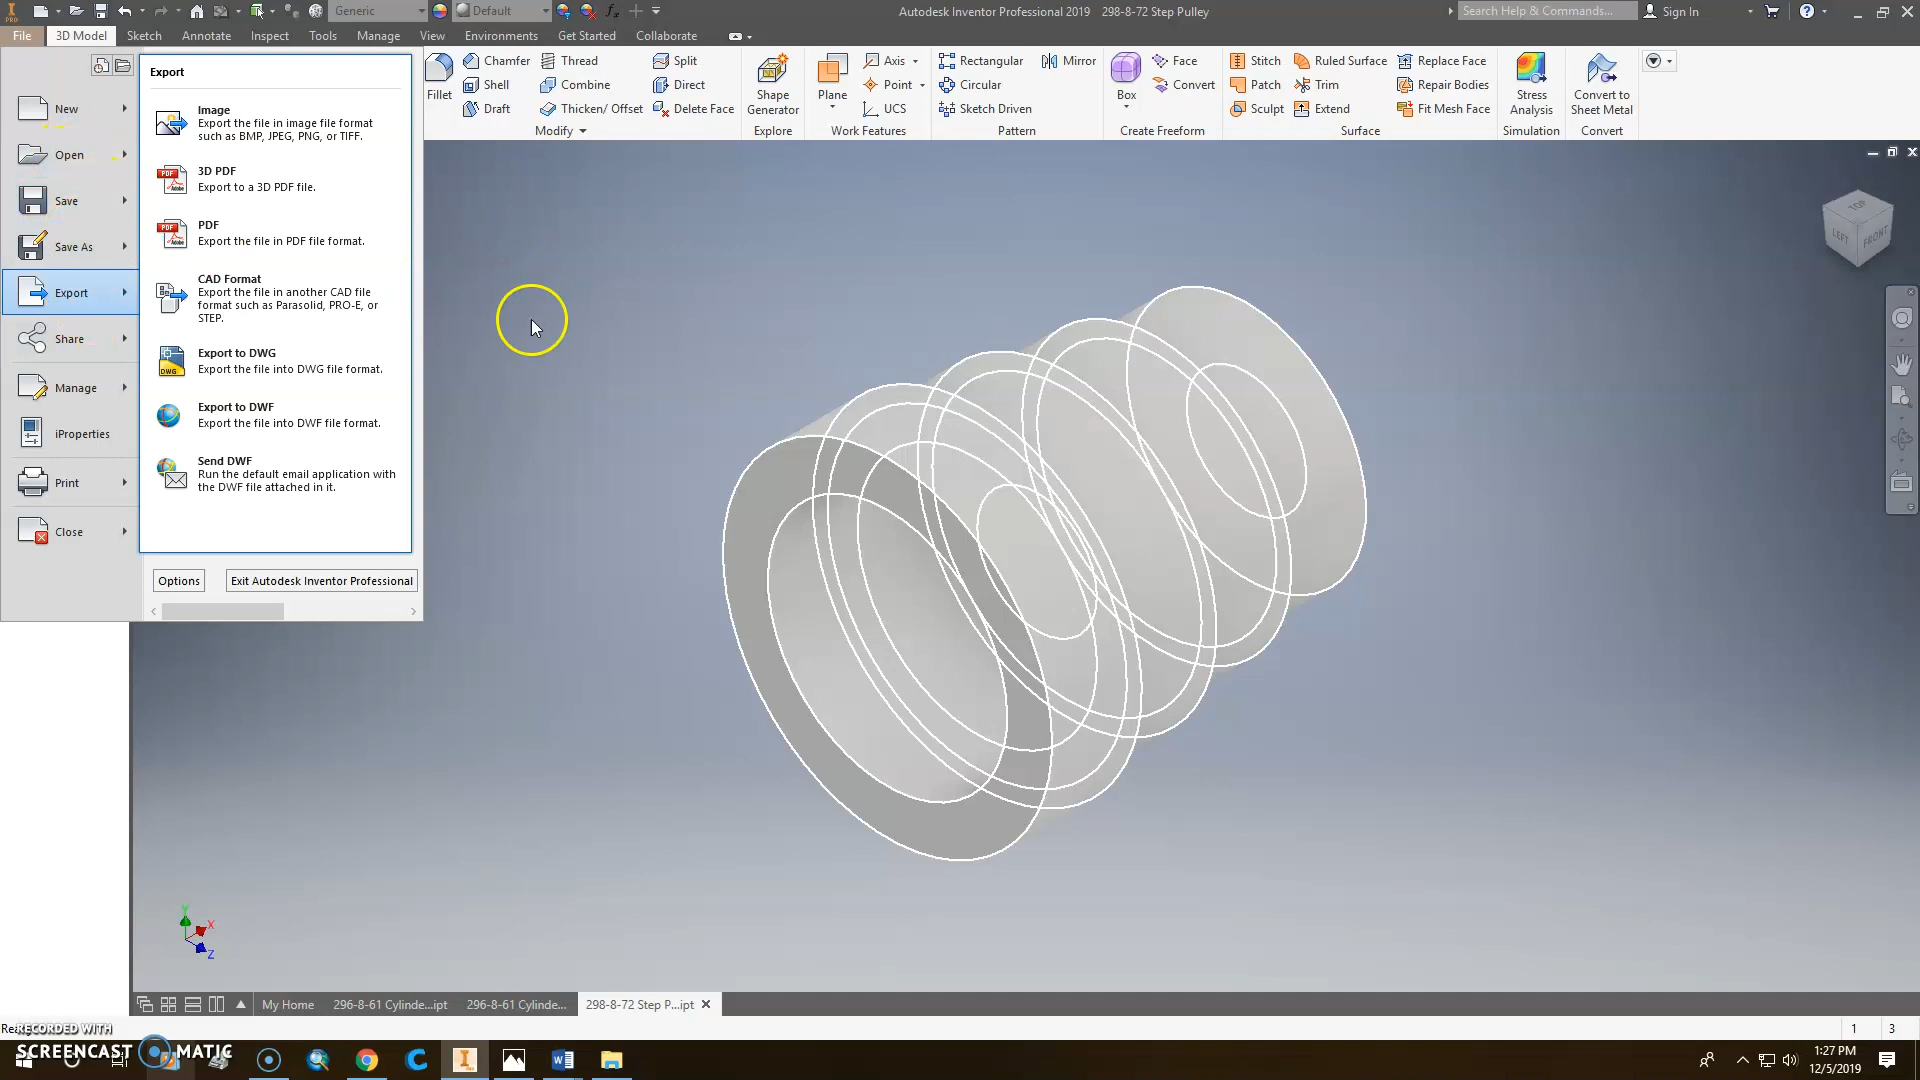 Generic
Default
Autodesk Inventor Professional 2019 298-8-72 Step Pulley
Search Help & Commands...
Sign In
File 3D Model Sketch Annotate Inspect Tools Manage View Environments Get Started Collaborate
Export
Image
Export the file in image file format
such as BMP, JPEG, PNG, or TIFF.
3D PDF
Export to a 3D PDF file.
PDF
Export the file in PDF file format.
CAD Format
Export the file in another CAD file
format such as Parasolid, PRO-E, or
STEP.
Export to DWG
Export the file into DWG file format.
Export to DWF
Export the file into DWF file format.
Send DWF
Run the default email application with
the DWF file attached in it.
New
Open
Save
Save As
Export
Share
Manage
iProperties
Print
Close
Options
Exit Autodesk Inventor Professional
Fillet
Chamfer
Shell
Draft
Thread
Combine
Thicken/ Offset
Split
Direct
Delete Face
Modify
Shape
Generator
Explore
Plane
Axis
Point
UCS
Work Features
Rectangular
Circular
Sketch Driven
Mirror
Pattern
Box
Face
Convert
Create Freeform
Stitch
Patch
Sculpt
Ruled Surface
Trim
Extend
Replace Face
Repair Bodies
Fit Mesh Face
Surface
Stress
Analysis
Simulation
Convert to
Sheet Metal
Convert
TOP
LEFT
FRONT
Y
X
Z
My Home
296-8-61 Cylinde...ipt
296-8-61 Cylinde...
298-8-72 Step P...ipt
1 3
RECORDED WITH
SCREENCAST MATIC
1:27 PM
12/5/2019